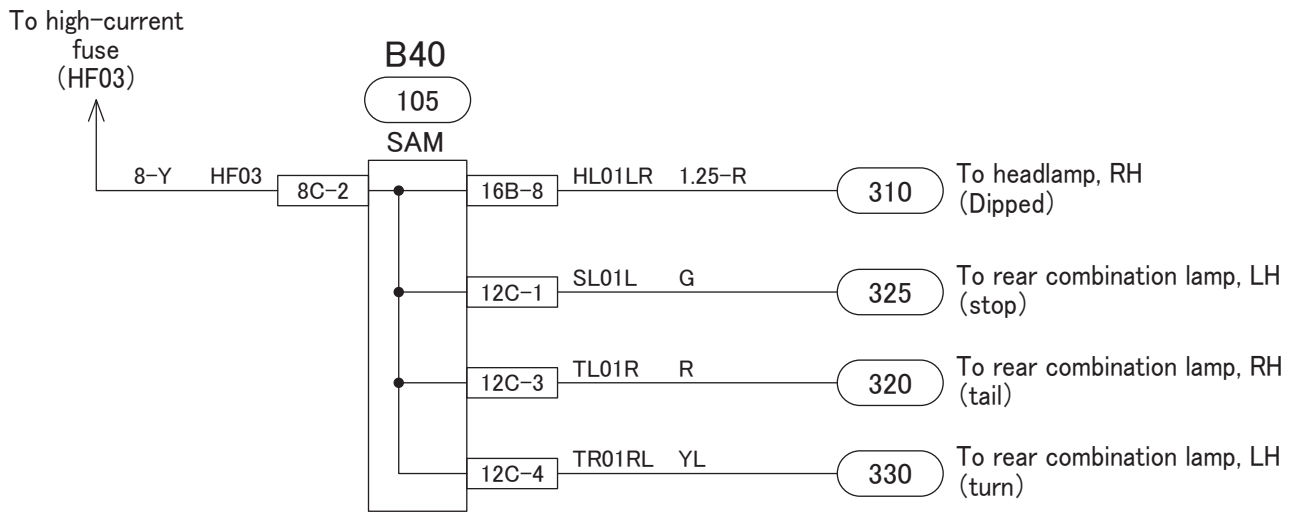 To high-current
fuse
(HF03)
B40
105
SAM
8-Y HF03 8C-2 16B-8 HL01LR 1.25-R 310 To headlamp, RH
(Dipped)
12C-1 SL01L G 325 To rear combination lamp, LH
(stop)
12C-3 TL01R R 320 To rear combination lamp, RH
(tail)
12C-4 TR01RL YL 330 To rear combination lamp, LH
(turn)